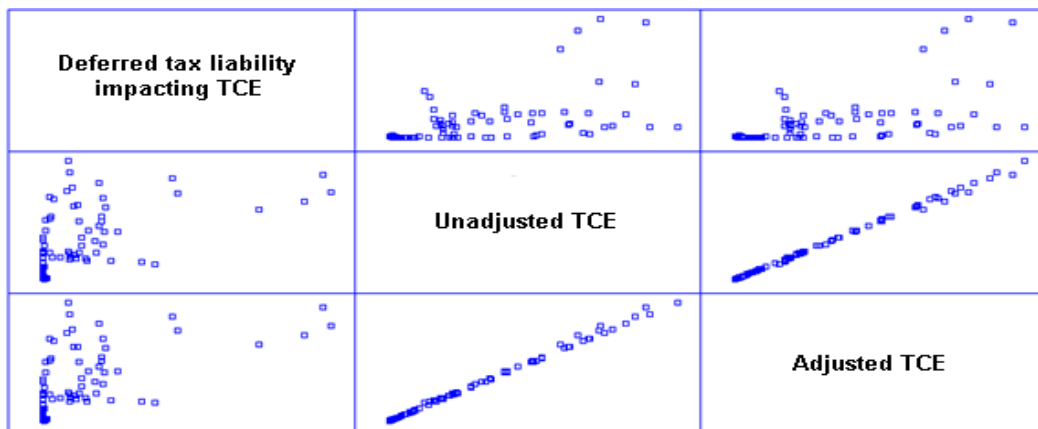 Deferred tax liability
impacting TCE
Unadjusted TCE
Adjusted TCE